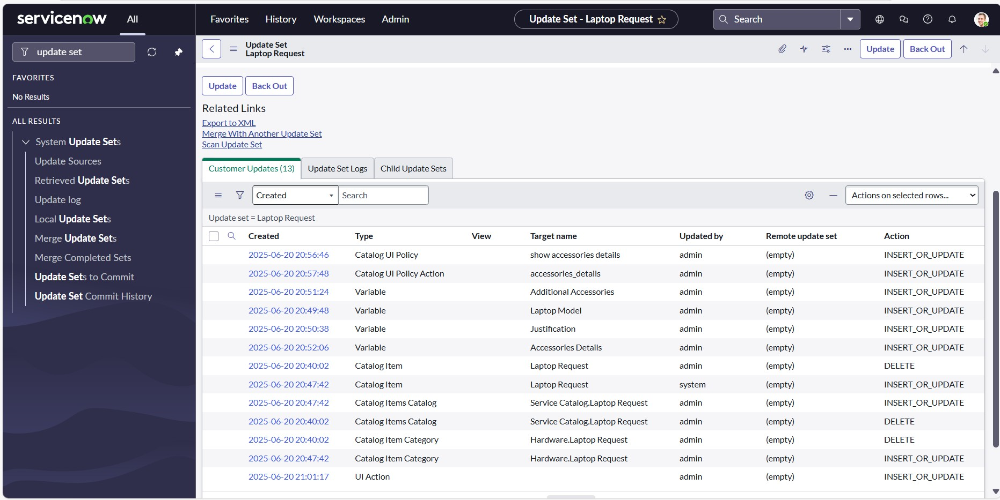 servicenow
All
Favorites
History
Workspaces
Admin
Update Set - Laptop Request
Search
update set
FAVORITES
No Results
ALL RESULTS
System Update Sets
Update Sources
Retrieved Update Sets
Update log
Local Update Sets
Merge Update Sets
Merge Completed Sets
Update Sets to Commit
Update Set Commit History
Update Set
Laptop Request
Update
Back Out
Update
Back Out
Related Links
Export to XML
Merge With Another Update Set
Scan Update Set
Customer Updates (13)
Update Set Logs
Child Update Sets
Created
Search
Actions on selected rows...
Update set = Laptop Request
Created Type View Target name Updated by Remote update set Action
2025-06-20 20:56:46 Catalog UI Policy show accessories details admin (empty) INSERT_OR_UPDATE
2025-06-20 20:57:48 Catalog UI Policy Action accessories_details admin (empty) INSERT_OR_UPDATE
2025-06-20 20:51:24 Variable Additional Accessories admin (empty) INSERT_OR_UPDATE
2025-06-20 20:49:48 Variable Laptop Model admin (empty) INSERT_OR_UPDATE
2025-06-20 20:50:38 Variable Justification admin (empty) INSERT_OR_UPDATE
2025-06-20 20:52:06 Variable Accessories Details admin (empty) INSERT_OR_UPDATE
2025-06-20 20:40:02 Catalog Item Laptop Request admin (empty) DELETE
2025-06-20 20:47:42 Catalog Item Laptop Request system (empty) INSERT_OR_UPDATE
2025-06-20 20:47:42 Catalog Items Catalog Service Catalog.Laptop Request admin (empty) INSERT_OR_UPDATE
2025-06-20 20:40:02 Catalog Items Catalog Service Catalog.Laptop Request admin (empty) DELETE
2025-06-20 20:40:02 Catalog Item Category Hardware.Laptop Request admin (empty) DELETE
2025-06-20 20:47:42 Catalog Item Category Hardware.Laptop Request admin (empty) INSERT_OR_UPDATE
2025-06-20 21:01:17 UI Action admin (empty) INSERT_OR_UPDATE